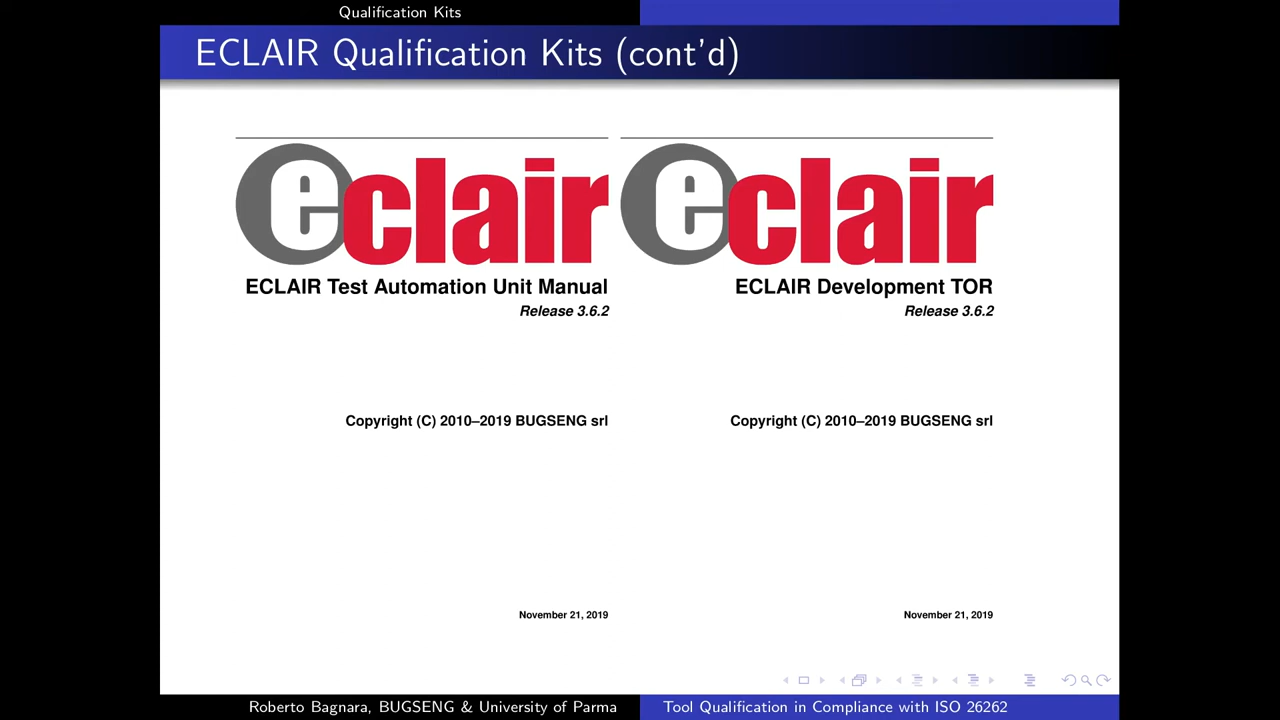 Qualification Kits
ECLAIR Qualification Kits (cont'd)
eclair
ECLAIR Test Automation Unit Manual
Release 3.6.2
Copyright (C) 2010–2019 BUGSENG srl
November 21, 2019
eclair
ECLAIR Development TOR
Release 3.6.2
Copyright (C) 2010–2019 BUGSENG srl
November 21, 2019
Roberto Bagnara, BUGSENG & University of Parma
Tool Qualification in Compliance with ISO 26262